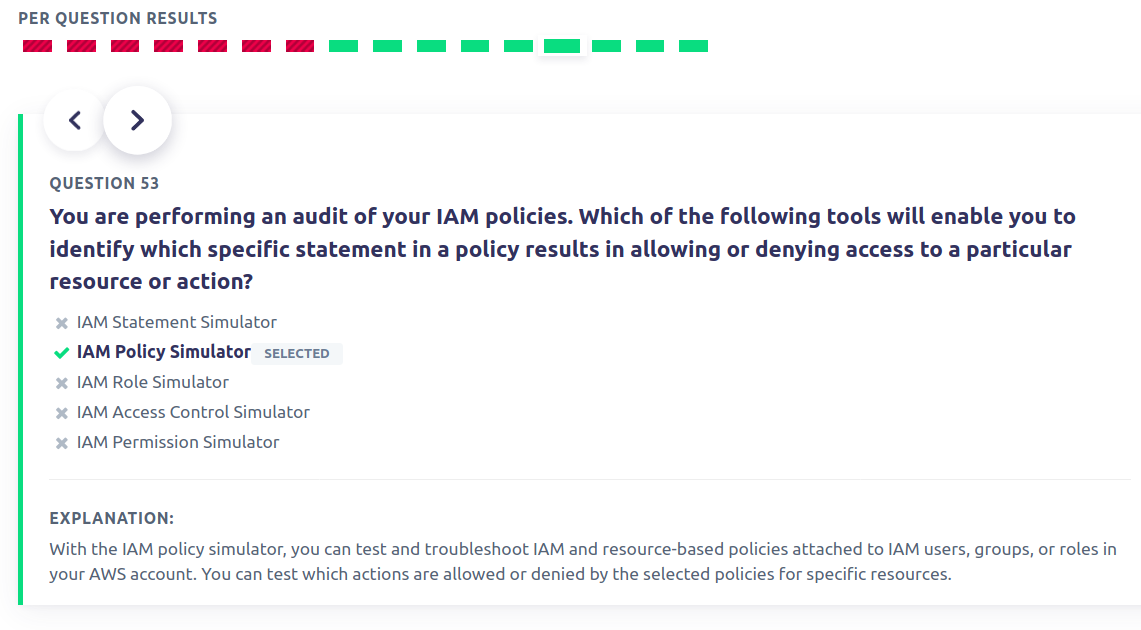 PER QUESTION RESULTS
QUESTION 53
You are performing an audit of your IAM policies. Which of the following tools will enable you to
identify which specific statement in a policy results in allowing or denying access to a particular
resource or action?
IAM Statement Simulator
IAM Policy Simulator SELECTED
IAM Role Simulator
IAM Access Control Simulator
IAM Permission Simulator
EXPLANATION:
With the IAM policy simulator, you can test and troubleshoot IAM and resource-based policies attached to IAM users, groups, or roles in
your AWS account. You can test which actions are allowed or denied by the selected policies for specific resources.